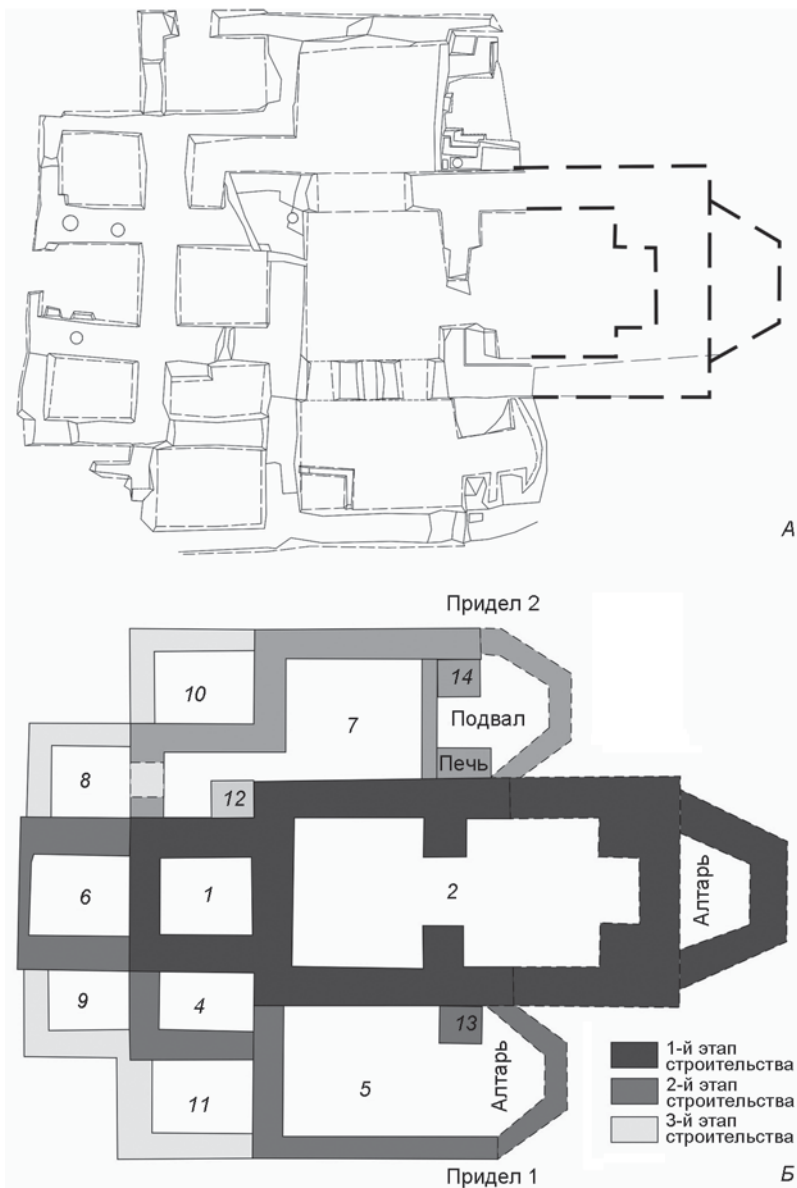 А
Придел 2
10
14
7
Подвал
Печь
8
12
6
1
2
Алтарь
9
4
13
11
5
Алтарь
1-й этап
строительства
2-й этап
строительства
3-й этап
строительства
Придел 1
Б